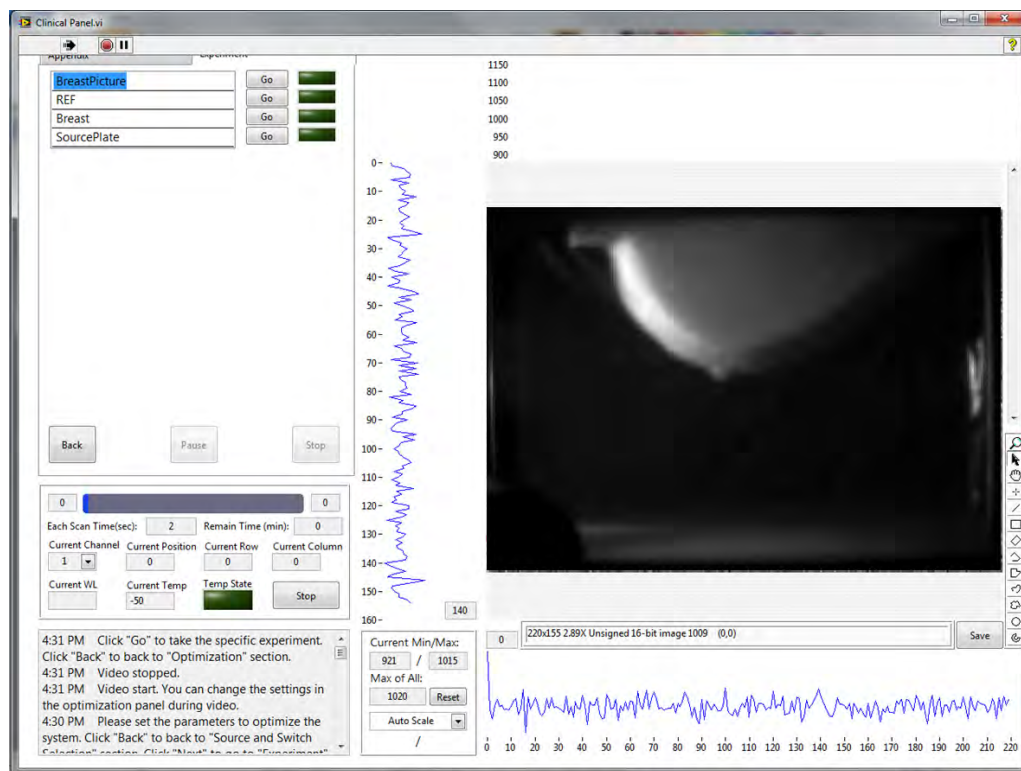 Clinical Panel.vi
Appendix Experiment
BreastPicture Go
REF Go
Breast Go
SourcePlate Go
Back Pause Stop
0 0
Each Scan Time(sec): 2 Remain Time (min): 0
Current Channel Current Position Current Row Current Column
1 0 0 0
Current WL Current Temp Temp State
-50 Stop
4:31 PM Click "Go" to take the specific experiment.
Click "Back" to back to "Optimization" section.
4:31 PM Video stopped.
4:31 PM Video start. You can change the settings in
the optimization panel during video.
4:30 PM Please set the parameters to optimize the
system. Click "Back" to back to "Source and Switch
Selection" section. Click "Next" to go to "Experiment"
0-
10-
20-
30-
40-
50-
60-
70-
80-
90-
100-
110-
120-
130-
140-
150-
160-
140
1150
1100
1050
1000
950
900
Current Min/Max:
921 / 1015
Max of All:
1020 Reset
Auto Scale
/
0 220x155 2.89X Unsigned 16-bit image 1009 (0,0) Save
0 10 20 30 40 50 60 70 80 90 100 110 120 130 140 150 160 170 180 190 200 210 220